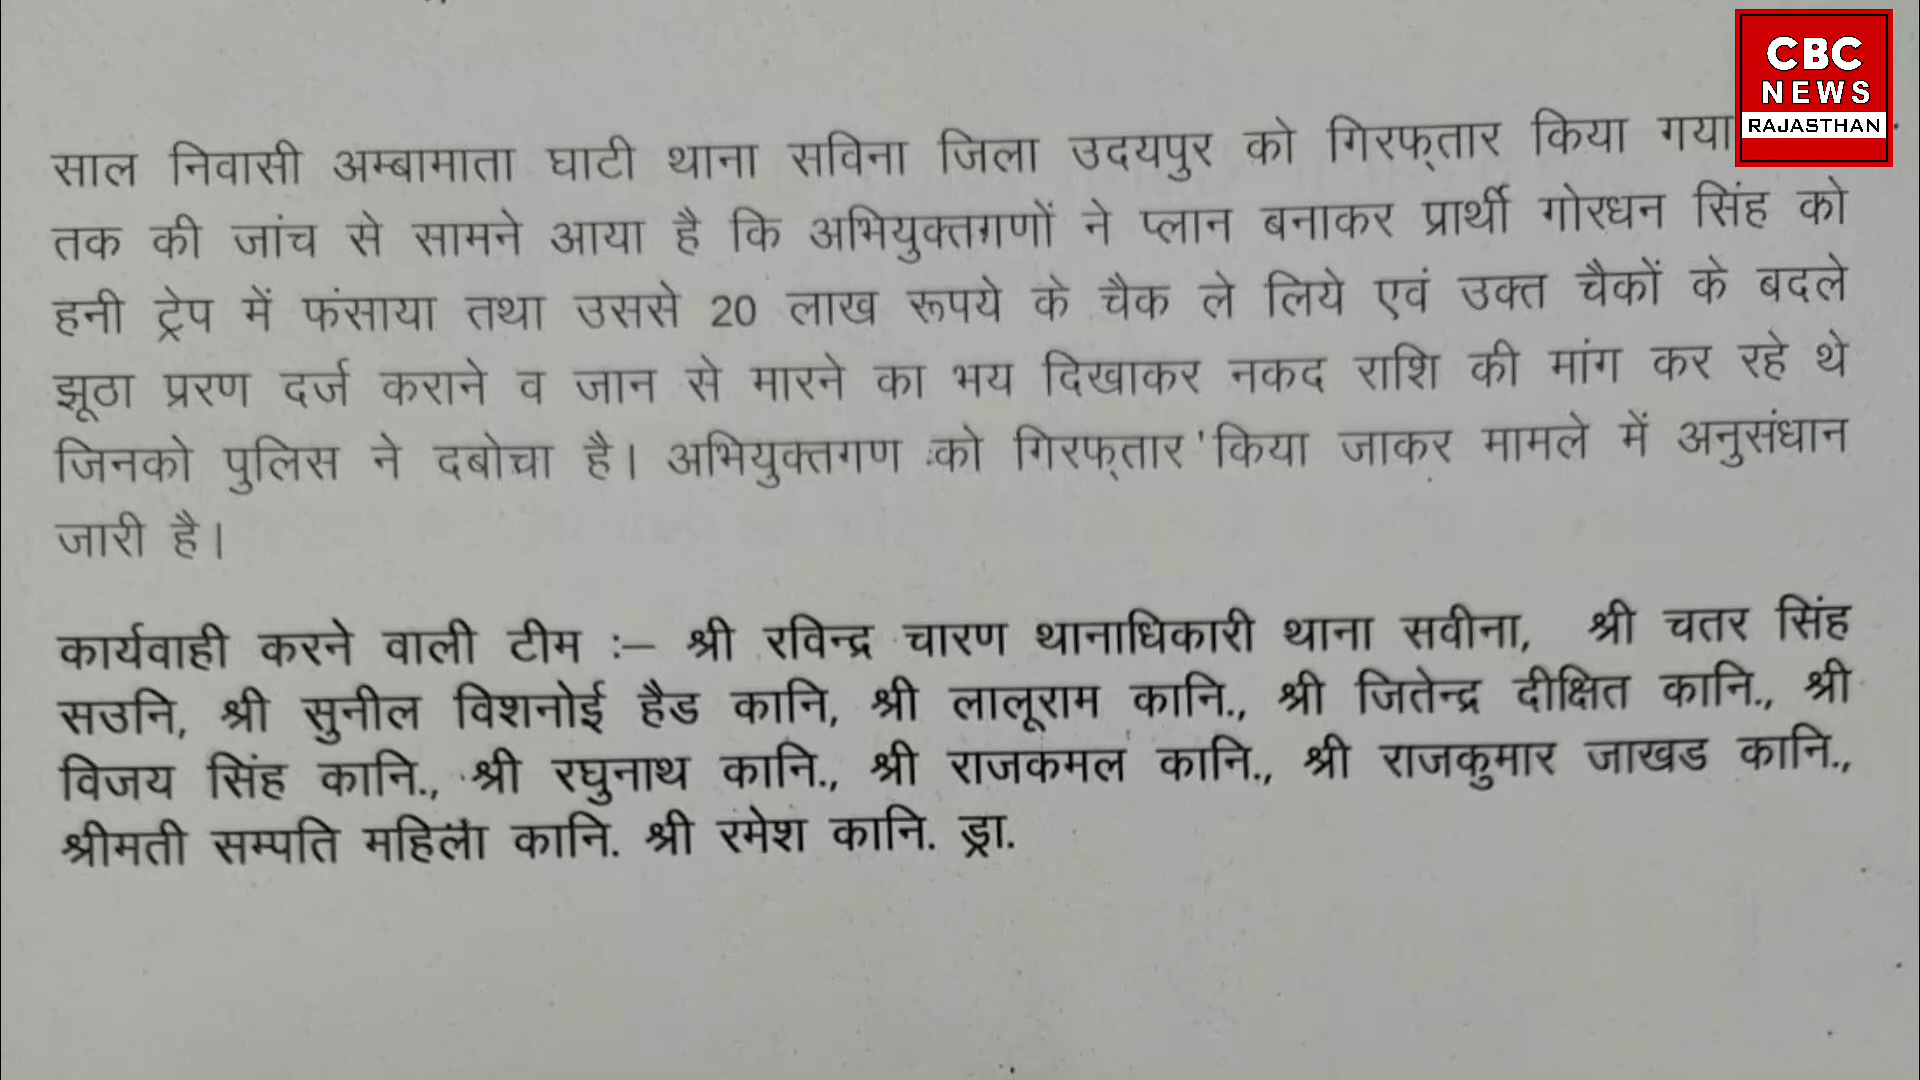 CBC
NEWS
RAJASTHAN
साल निवासी अम्बामाता घाटी थाना सविना जिला उदयपुर को गिरफ्तार किया गया
तक की जांच से सामने आया है कि अभियुक्तगणों ने प्लान बनाकर प्रार्थी गोरधन सिंह को
हनी ट्रेप में फंसाया तथा उससे 20 लाख रूपये के चैक ले लिये एवं उक्त चैकों के बदले
झूठा प्ररण दर्ज कराने व जान से मारने का भय दिखाकर नकद राशि की मांग कर रहे थे
जिनको पुलिस ने दबोचा है। अभियुक्तगण को गिरफ्तार किया जाकर मामले में अनुसंधान
जारी है।
कार्यवाही करने वाली टीम :– श्री रविन्द्र चारण थानाधिकारी थाना सवीना, श्री चतर सिंह
सउनि, श्री सुनील विशनोई हैड कानि, श्री लालूराम कानि., श्री जितेन्द्र दीक्षित कानि., श्री
विजय सिंह कानि., श्री रघुनाथ कानि., श्री राजकमल कानि., श्री राजकुमार जाखड कानि.,
श्रीमती सम्पति महिला कानि. श्री रमेश कानि. ड्रा.